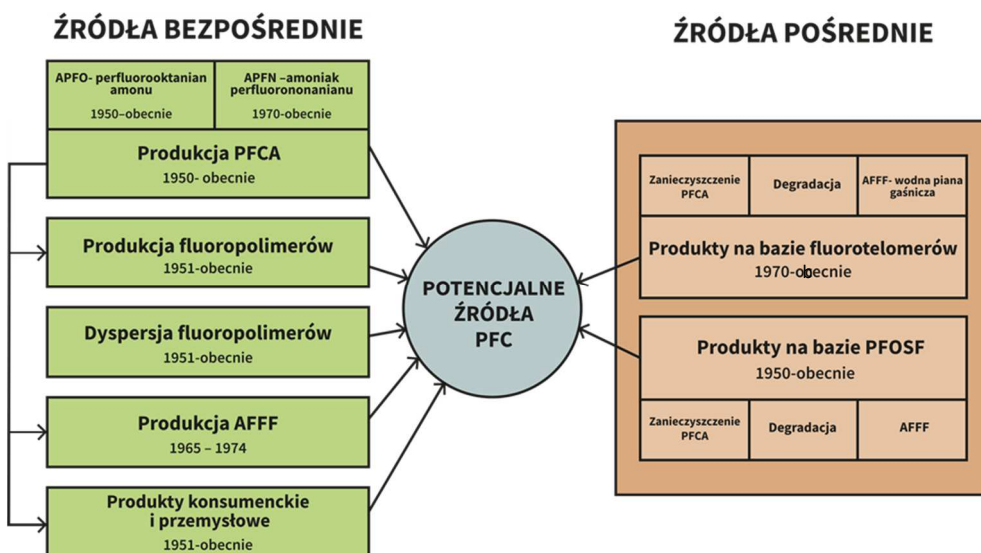 ŹRÓDŁA BEZPOŚREDNIE
APFO- perfluorooktanian
amonu
1950–obecnie
APFN –amoniak
perfluorononanianu
1970-obecnie
Produkcja PFCA
1950- obecnie
Produkcja fluoropolimerów
1951-obecnie
Dyspersja fluoropolimerów
1951-obecnie
Produkcja AFFF
1965 – 1974
Produkty konsumenckie
i przemysłowe
1951-obecnie
POTENCJALNE
ŹRÓDŁA
PFC
ŹRÓDŁA POŚREDNIE
Zanieczyszczenie
PFCA
Degradacja
AFFF- wodna piana
gaśnicza
Produkty na bazie fluorotelomerów
1970-obecnie
Produkty na bazie PFOSF
1950-obecnie
Zanieczyszczenie
PFCA
Degradacja
AFFF